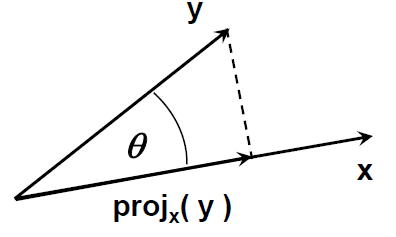 y
θ
x
projₓ( y )